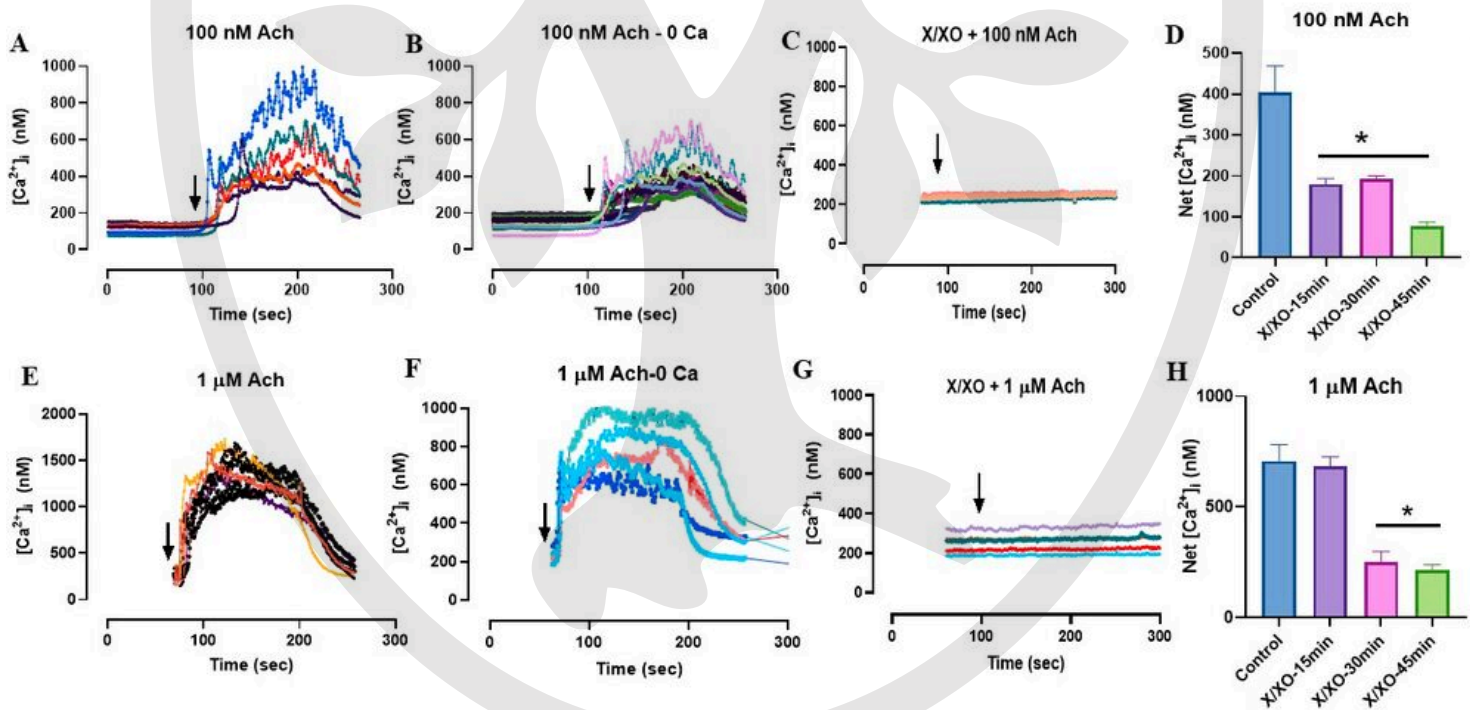 A
100 nM Ach
[Ca²⁺]ᵢ (nM)
1000
800
600
400
200
0
0 100 200 300
Time (sec)
B
100 nM Ach - 0 Ca
[Ca²⁺]ᵢ (nM)
1000
800
600
400
200
0
0 100 200 300
Time (sec)
C
X/XO + 100 nM Ach
[Ca²⁺]ᵢ (nM)
1000
800
600
400
200
0
0 100 200 300
Time (sec)
D
100 nM Ach
Net [Ca²⁺]ᵢ (nM)
500
400
300
200
100
0
*
Control
X/XO-15min
X/XO-30min
X/XO-45min
E
1 μM Ach
[Ca²⁺]ᵢ (nM)
2000
1500
1000
500
0
0 100 200 300
Time (sec)
F
1 μM Ach-0 Ca
[Ca²⁺]ᵢ (nM)
1000
800
600
400
200
0
0 100 200 300
Time (sec)
G
X/XO + 1 μM Ach
[Ca²⁺]ᵢ (nM)
1000
800
600
400
200
0
0 100 200 300
Time (sec)
H
1 μM Ach
Net [Ca²⁺]ᵢ (nM)
1000
500
0
*
Control
X/XO-15min
X/XO-30min
X/XO-45min